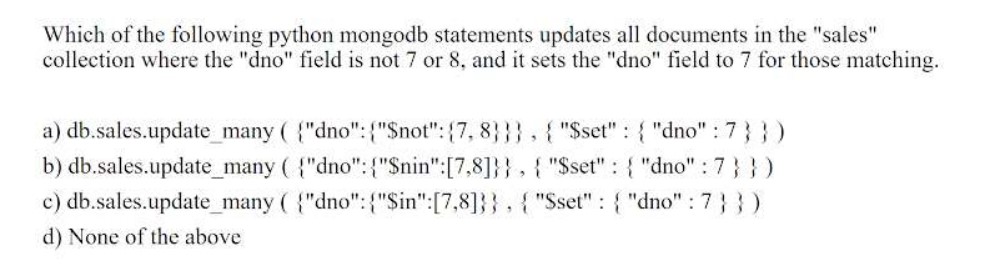 Which of the following python mongodb statements updates all documents in the "sales"
collection where the "dno" field is not 7 or 8, and it sets the "dno" field to 7 for those matching.
a) db.sales.update_many ( {"dno":{"$not":{7, 8}}} , { "$set" : { "dno" : 7 } } )
b) db.sales.update_many ( {"dno":{"$nin":[7,8]}} , { "$set" : { "dno" : 7 } } )
c) db.sales.update_many ( {"dno":{"$in":[7,8]}} , { "$set" : { "dno" : 7 } } )
d) None of the above